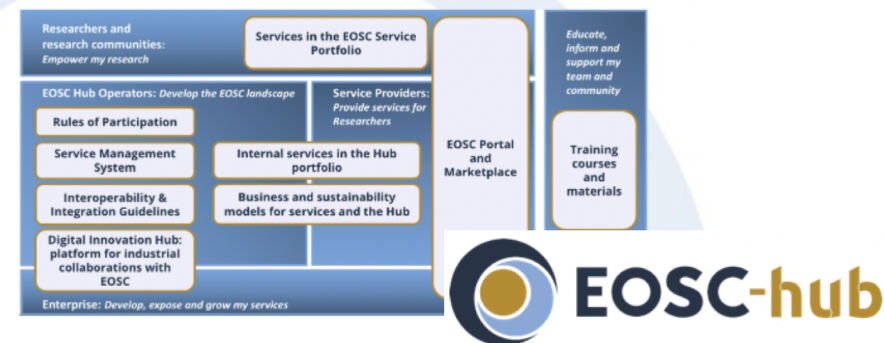 Researchers and
research communities:
Empower my research
Services in the EOSC Service
Portfolio
Educate,
inform and
support my
team and
community
EOSC Hub Operators: Develop the EOSC landscape
Service Providers:
Provide services for
Researchers
Rules of Participation
Service Management
System
Internal services in the Hub
portfolio
EOSC Portal
and
Marketplace
Training
courses
and
materials
Interoperability &
Integration Guidelines
Business and sustainability
models for services and the Hub
Digital Innovation Hub:
platform for industrial
collaborations with
EOSC
Enterprise: Develop, expose and grow my services
EOSC-hub